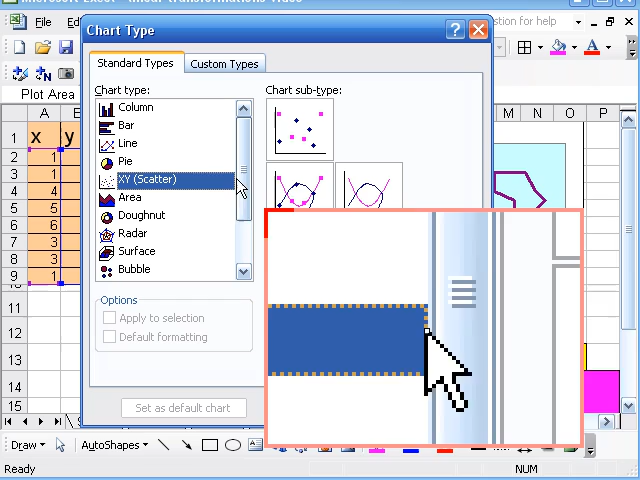 Microsoft Excel - linear transformations video
File
Ed
stion for help
Chart Type
Standard Types
Custom Types
Chart type:
Chart sub-type:
Column
Bar
Line
Pie
XY (Scatter)
Area
Doughnut
Radar
Surface
Bubble
Options
Apply to selection
Default formatting
Set as default chart
Plot Area
A
M
N
O
P
1
x
y
2
1
3
1
4
4
5
5
6
6
7
3
8
3
9
1
11
12
13
14
15
Draw
AutoShapes
Ready
NUM